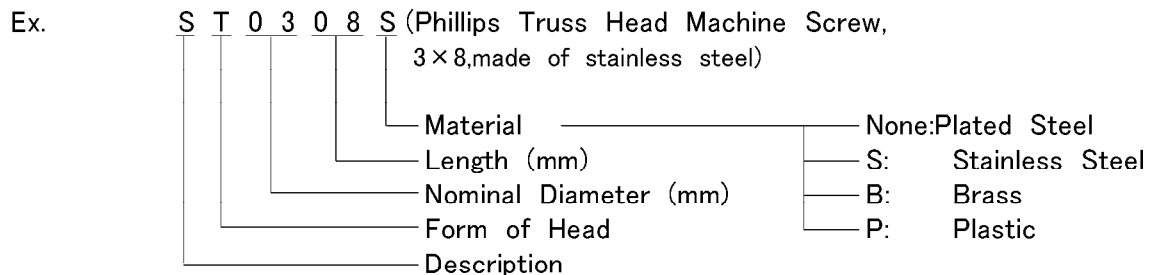 Ex. S T 0 3 0 8 S (Phillips Truss Head Machine Screw,
3×8,made of stainless steel)
Material None:Plated Steel
Length (mm) S: Stainless Steel
Nominal Diameter (mm) B: Brass
Form of Head P: Plastic
Description